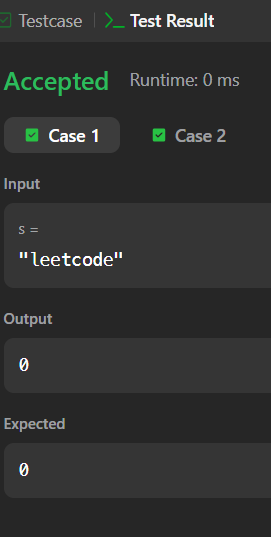 Testcase
Test Result
Accepted Runtime: 0 ms
Case 1 Case 2
Input
s =
"leetcode"
Output
0
Expected
0